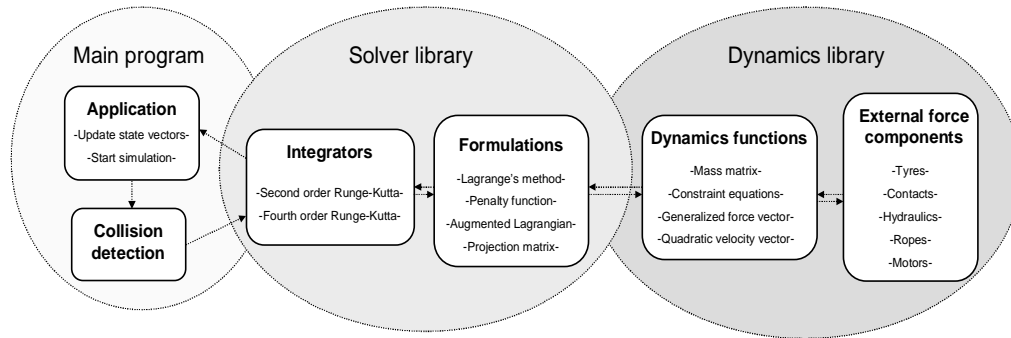 Main program
Application
-Update state vectors-
-Start simulation-
Collision
detection
Solver library
Integrators
-Second order Runge-Kutta-
-Fourth order Runge-Kutta-
Formulations
-Lagrange's method-
-Penalty function-
-Augmented Lagrangian-
-Projection matrix-
Dynamics library
Dynamics functions
-Mass matrix-
-Constraint equations-
-Generalized force vector-
-Quadratic velocity vector-
External force
components
-Tyres-
-Contacts-
-Hydraulics-
-Ropes-
-Motors-